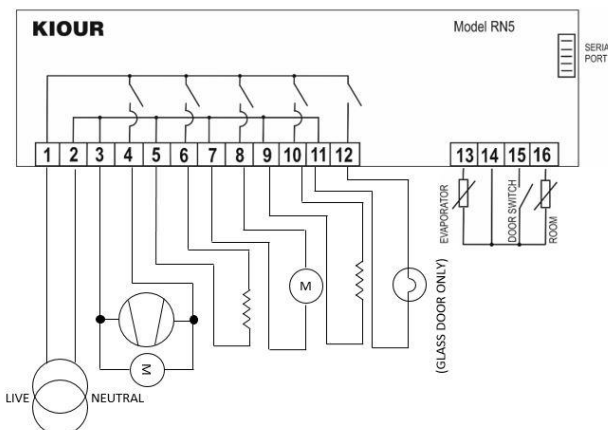 KIOUR
Model RN5
SERIA
PORT
1 2 3 4 5 6 7 8 9 10 11 12
13 14 15 16
EVAPORATOR
DOOR SWITCH
ROOM
M
(GLASS DOOR ONLY)
M
LIVE
NEUTRAL